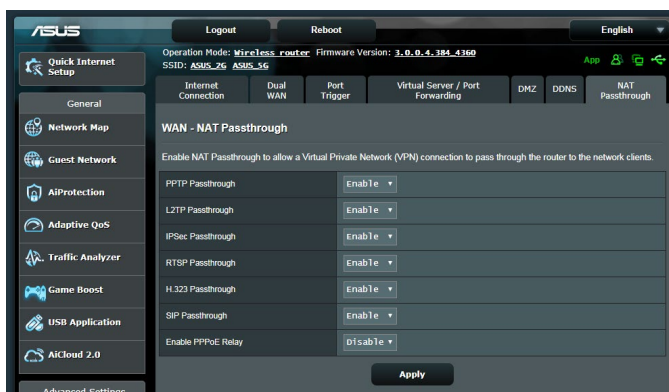 ASUS
Logout
Reboot
English
Operation Mode: Wireless router Firmware Version: 3.0.0.4.384_4360
SSID: ASUS_2G ASUS_5G
App
Quick Internet
Setup
General
Network Map
Guest Network
AiProtection
Adaptive QoS
Traffic Analyzer
Game Boost
USB Application
AiCloud 2.0
Advanced Settings
Internet
Connection
Dual
WAN
Port
Trigger
Virtual Server / Port
Forwarding
DMZ
DDNS
NAT
Passthrough
WAN - NAT Passthrough
Enable NAT Passthrough to allow a Virtual Private Network (VPN) connection to pass through the router to the network clients.
PPTP Passthrough Enable
L2TP Passthrough Enable
IPSec Passthrough Enable
RTSP Passthrough Enable
H.323 Passthrough Enable
SIP Passthrough Enable
Enable PPPoE Relay Disable
Apply